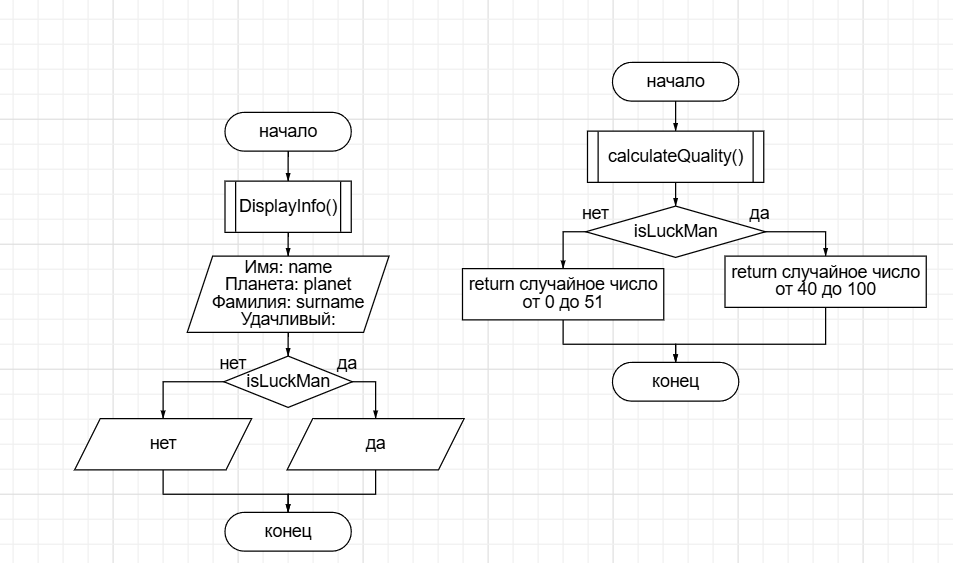 начало
DisplayInfo()
Имя: name
Планета: planet
Фамилия: surname
Удачливый:
нет
да
isLuckMan
нет
да
конец
начало
calculateQuality()
нет
да
isLuckMan
return случайное число
от 0 до 51
return случайное число
от 40 до 100
конец